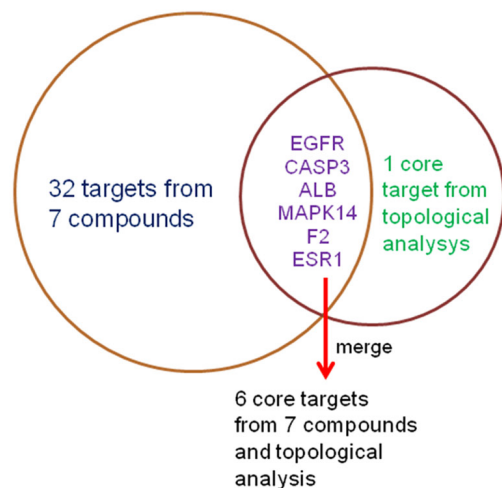 32 targets from
7 compounds
EGFR
CASP3
ALB
MAPK14
F2
ESR1
1 core
target from
topological
analysys
merge
6 core targets
from 7 compounds
and topological
analysis